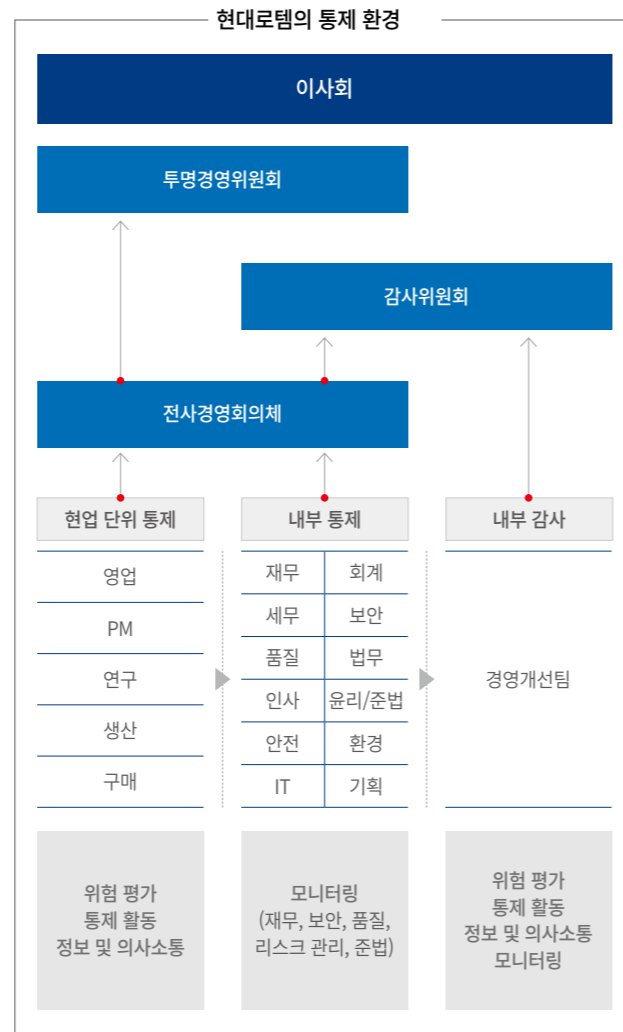 현대로템의 통제 환경
이사회
투명경영위원회
감사위원회
전사경영회의체
현업 단위 통제
영업
PM
연구
생산
구매
위험 평가
통제 활동
정보 및 의사소통
내부 통제
재무 회계
세무 보안
품질 법무
인사 윤리/준법
안전 환경
IT 기획
모니터링
(재무, 보안, 품질,
리스크 관리, 준법)
내부 감사
경영개선팀
위험 평가
통제 활동
정보 및 의사소통
모니터링